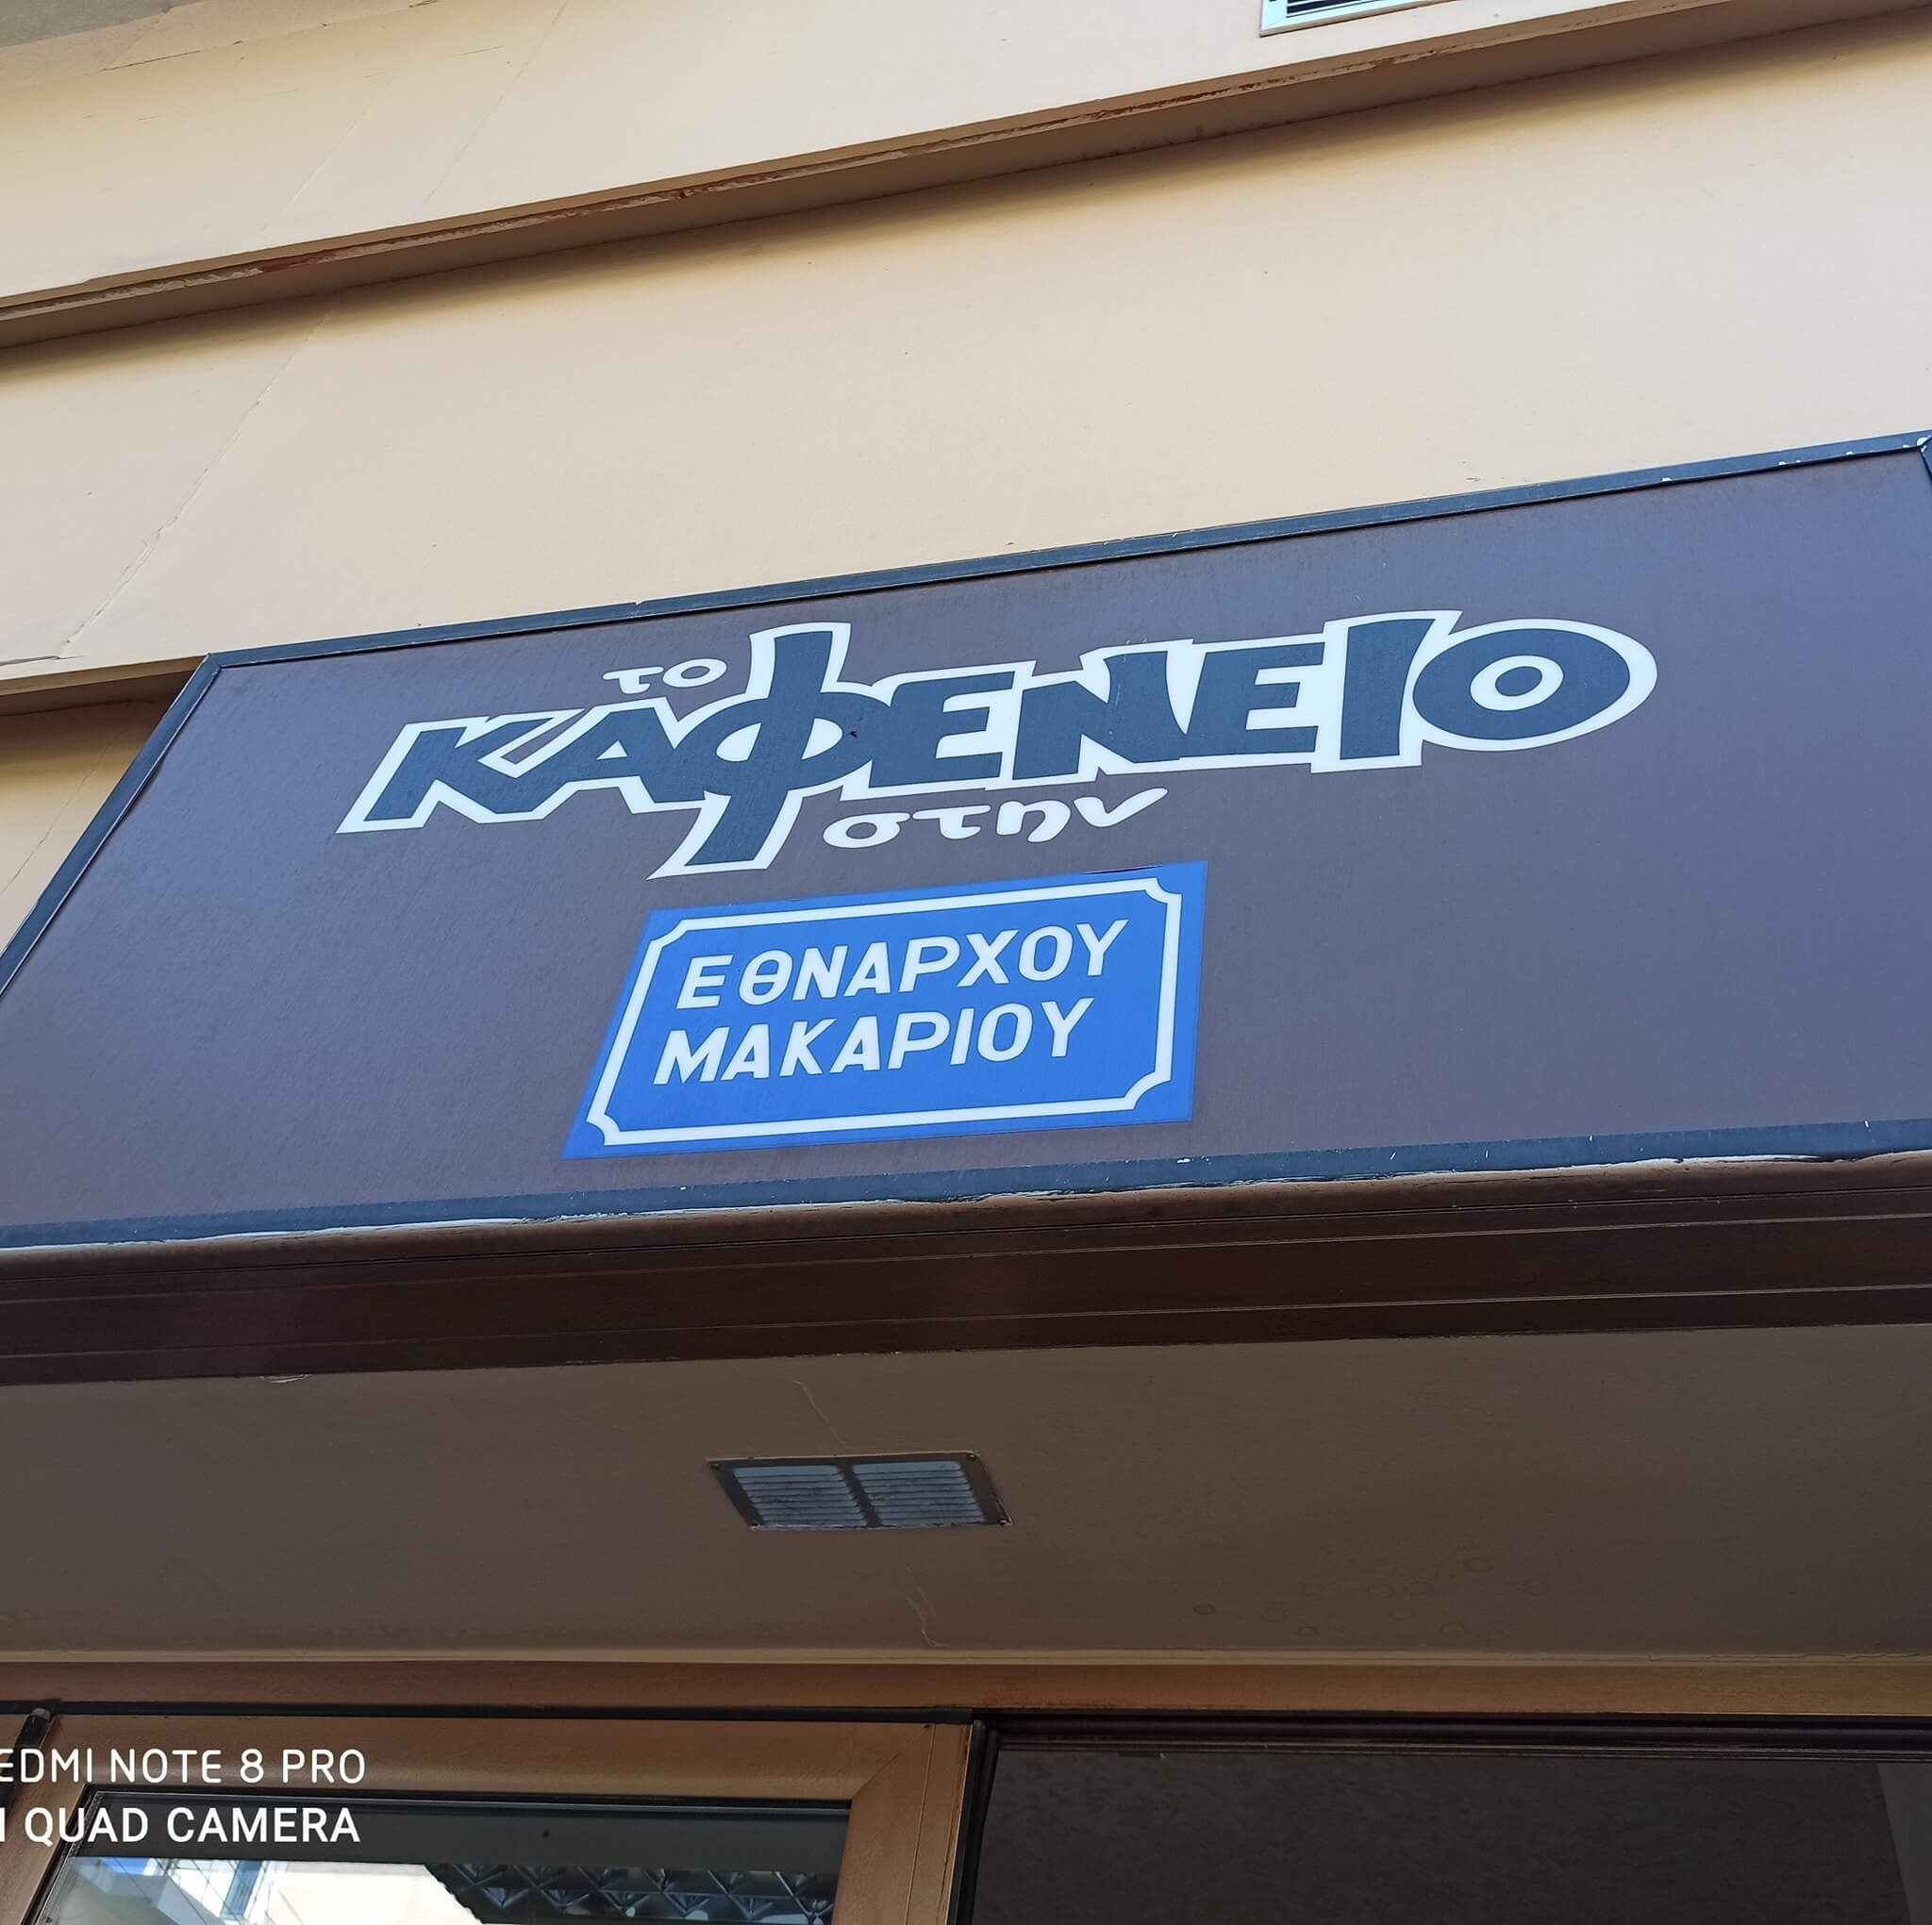 το
ΚΑΦΕΝΕΙΟ
στην
ΕΘΝΑΡΧΟΥ
ΜΑΚΑΡΙΟΥ
EDMI NOTE 8 PRO
I QUAD CAMERA